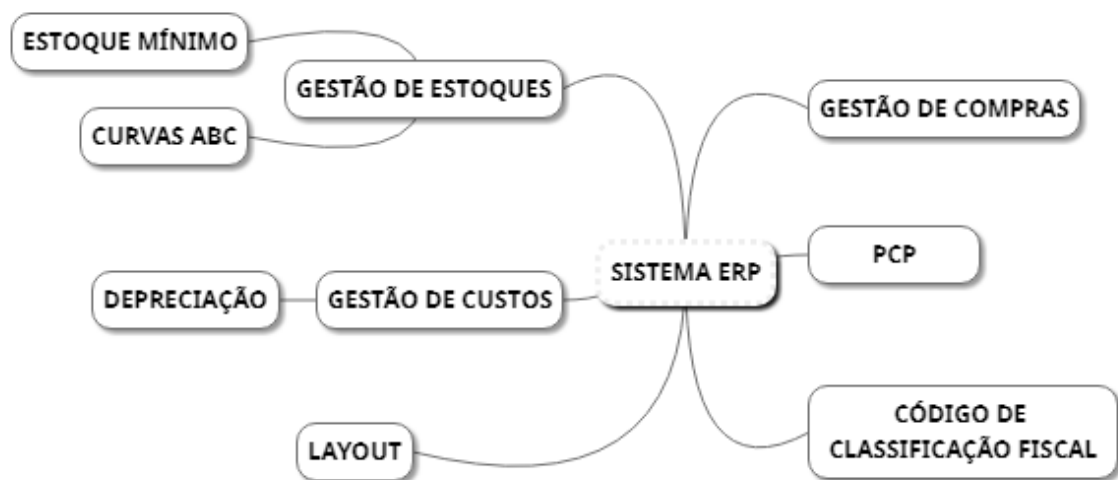 ESTOQUE MÍNIMO
GESTÃO DE ESTOQUES
CURVAS ABC
GESTÃO DE COMPRAS
SISTEMA ERP
PCP
DEPRECIAÇÃO
GESTÃO DE CUSTOS
LAYOUT
CÓDIGO DE
CLASSIFICAÇÃO FISCAL